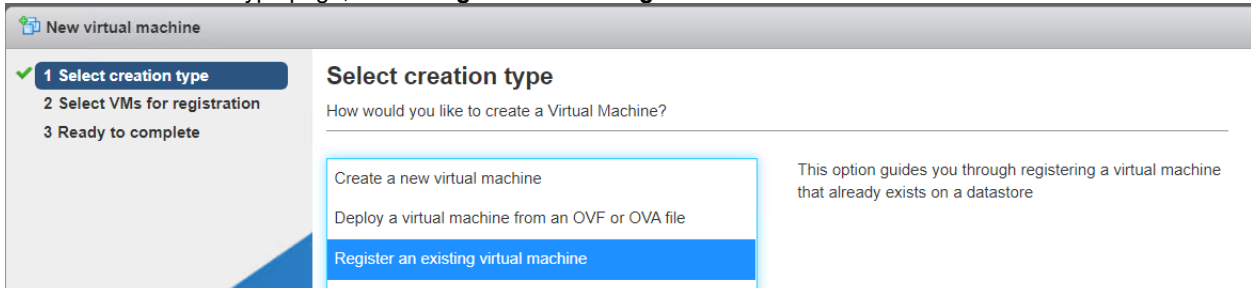 New virtual machine
1 Select creation type
2 Select VMs for registration
3 Ready to complete
Select creation type
How would you like to create a Virtual Machine?
Create a new virtual machine
Deploy a virtual machine from an OVF or OVA file
Register an existing virtual machine
This option guides you through registering a virtual machine
that already exists on a datastore